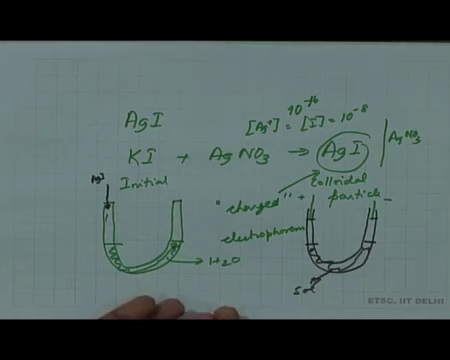 10⁻¹⁶
AgI [Ag⁺] = [I] = 10⁻⁸
KI + AgNO₃ → AgI | AgNO₃
Initial Colloidal
"charged" + particle -
electrophoresis
→ H₂O
sol
ETSC, IIT DELHI